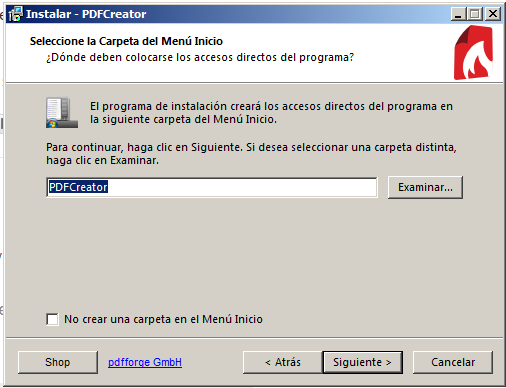 Instalar - PDFCreator
Seleccione la Carpeta del Menú Inicio
¿Dónde deben colocarse los accesos directos del programa?
El programa de instalación creará los accesos directos del programa en
la siguiente carpeta del Menú Inicio.
Para continuar, haga clic en Siguiente. Si desea seleccionar una carpeta distinta,
haga clic en Examinar.
PDFCreator
Examinar...
No crear una carpeta en el Menú Inicio
Shop
pdfforge GmbH
< Atrás
Siguiente >
Cancelar